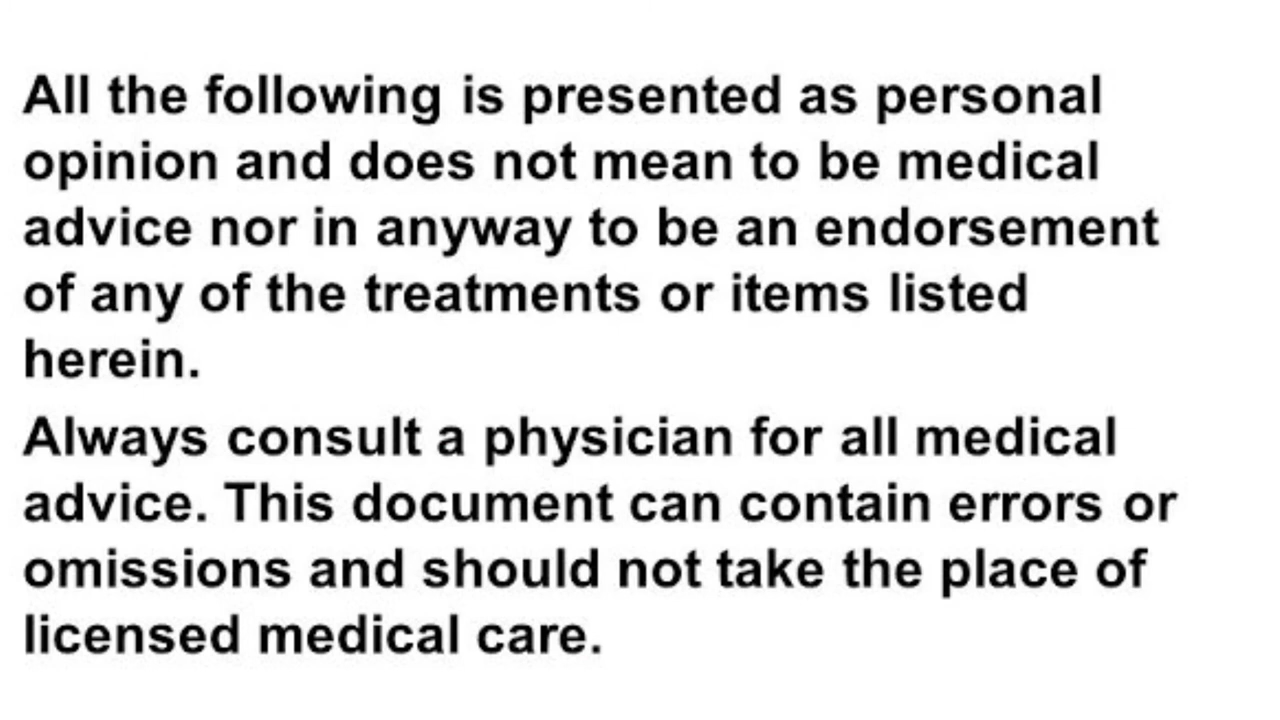 All the following is presented as personal
opinion and does not mean to be medical
advice nor in anyway to be an endorsement
of any of the treatments or items listed
herein.
Always consult a physician for all medical
advice. This document can contain errors or
omissions and should not take the place of
licensed medical care.